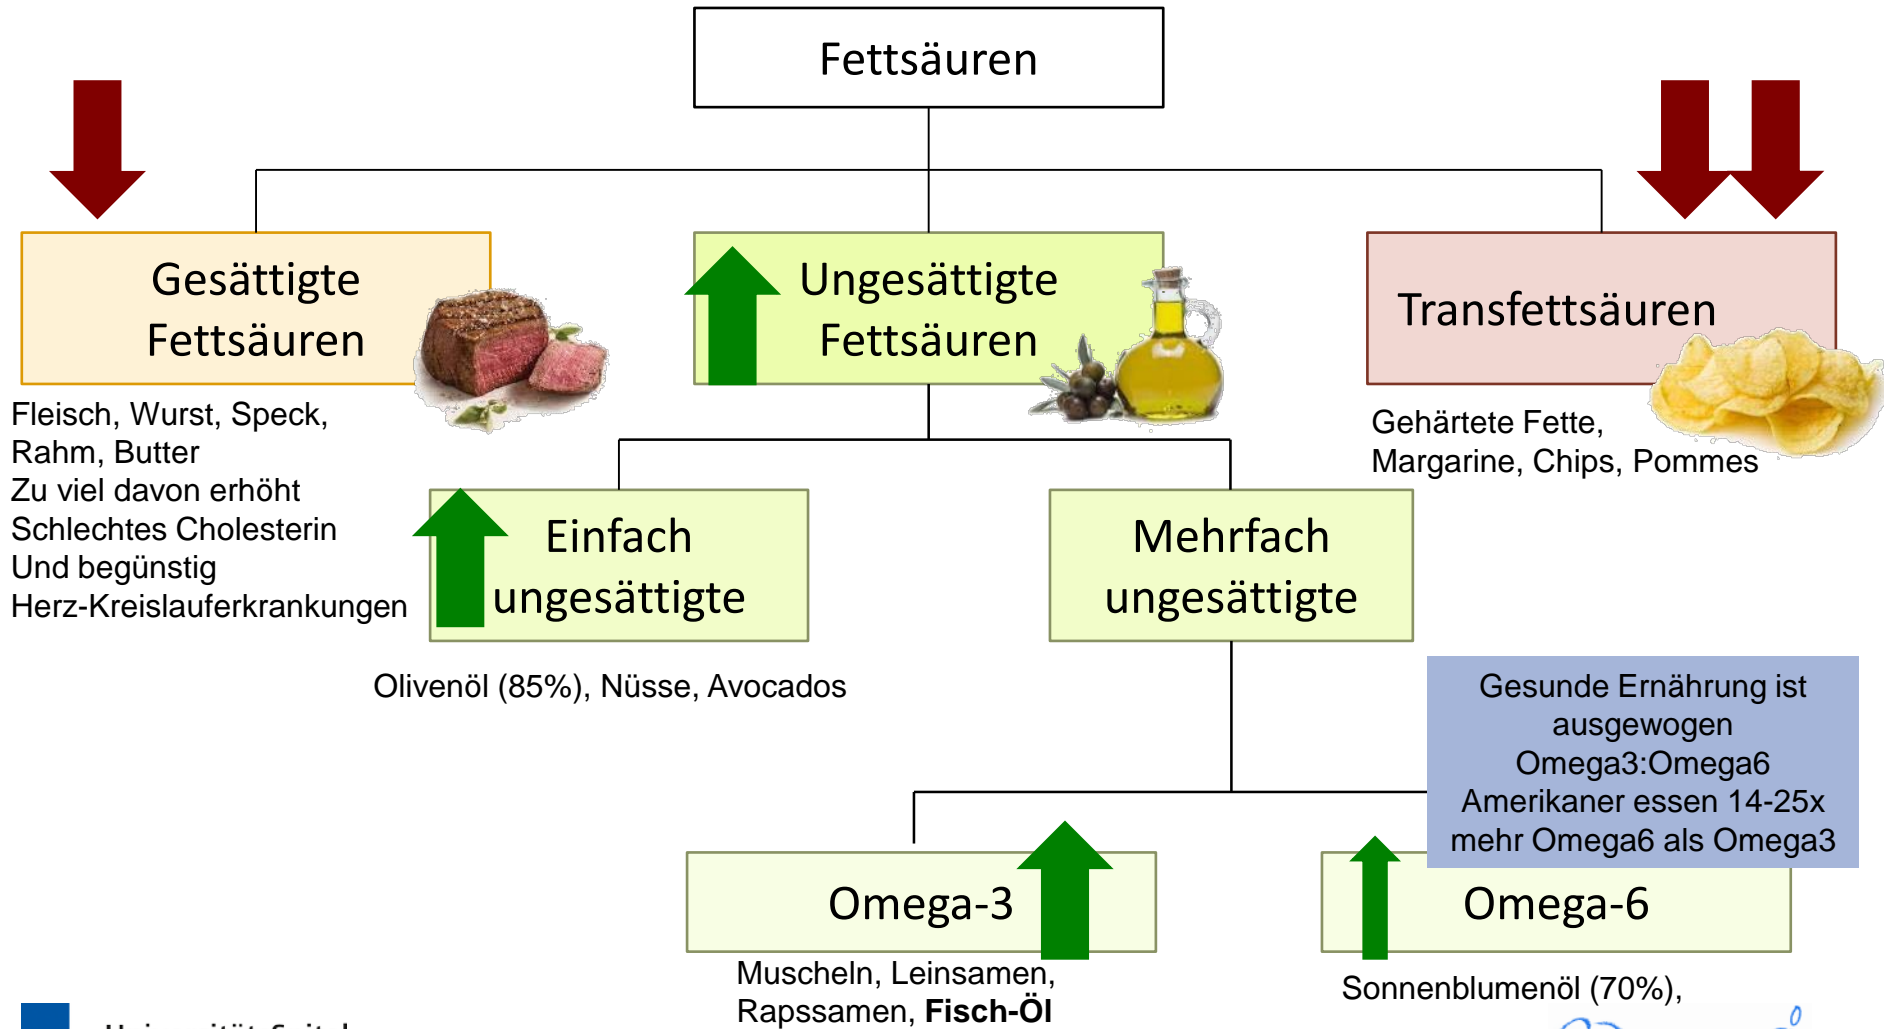 Fettsäuren
Gesättigte
Fettsäuren
Ungesättigte
Fettsäuren
Transfettsäuren
Fleisch, Wurst, Speck,
Rahm, Butter
Zu viel davon erhöht
Schlechtes Cholesterin
Und begünstig
Herz-Kreislauferkrankungen
Gehärtete Fette,
Margarine, Chips, Pommes
Einfach
ungesättigte
Mehrfach
ungesättigte
Olivenöl (85%), Nüsse, Avocados
Gesunde Ernährung ist
ausgewogen
Omega3:Omega6
Amerikaner essen 14-25x
mehr Omega6 als Omega3
Omega-3
Omega-6
Muscheln, Leinsamen,
Rapssamen, Fisch-Öl
Sonnenblumenöl (70%),